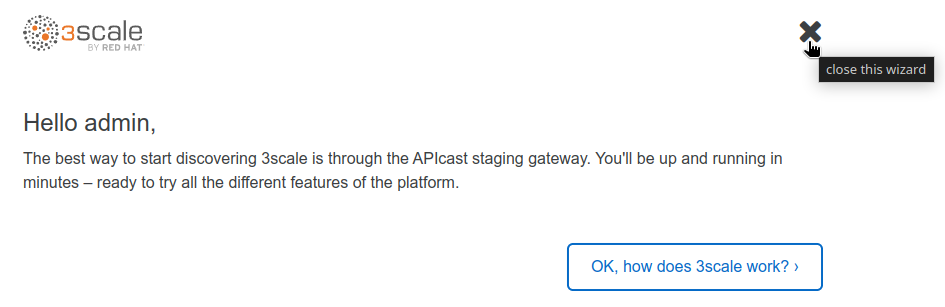 3scale
BY RED HAT
close this wizard
Hello admin,
The best way to start discovering 3scale is through the APIcast staging gateway. You'll be up and running in
minutes – ready to try all the different features of the platform.
OK, how does 3scale work? ›